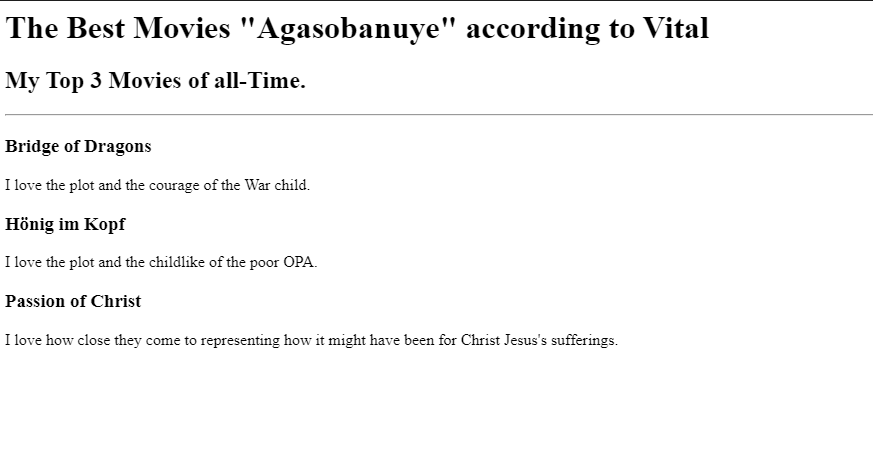 The Best Movies "Agasobanuye" according to Vital
My Top 3 Movies of all-Time.
Bridge of Dragons
I love the plot and the courage of the War child.
Hönig im Kopf
I love the plot and the childlike of the poor OPA.
Passion of Christ
I love how close they come to representing how it might have been for Christ Jesus's sufferings.